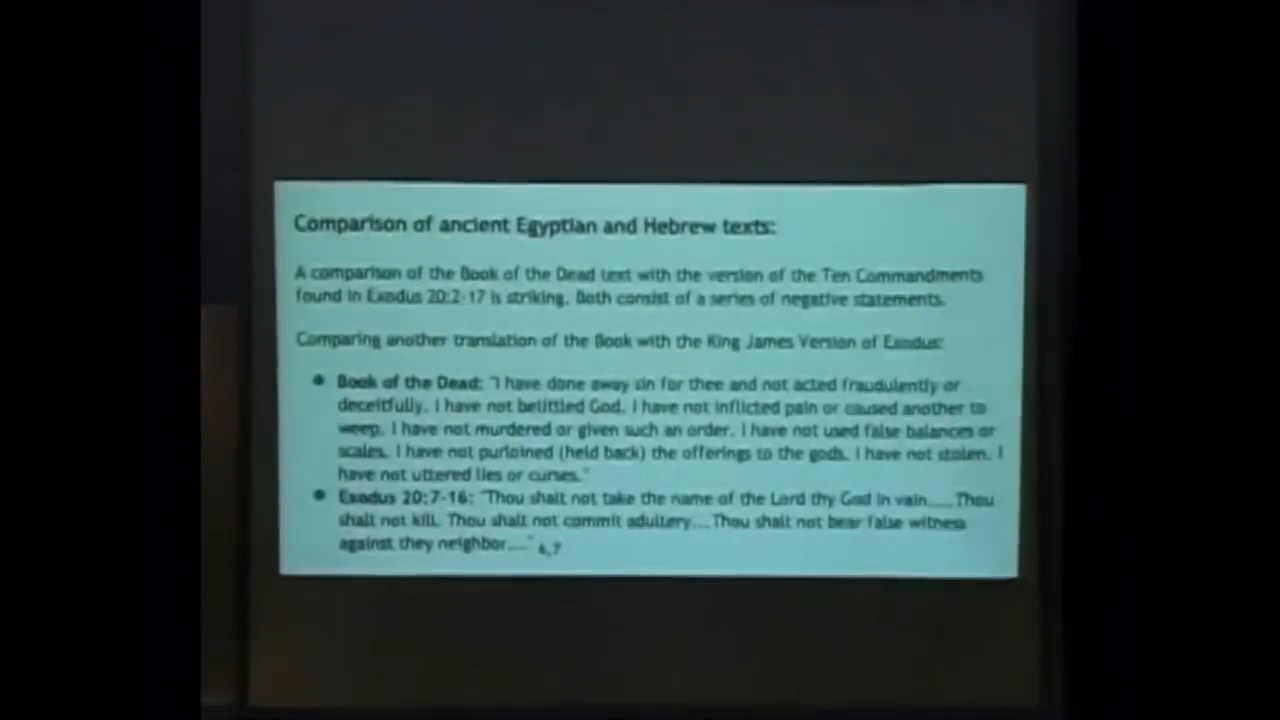 Comparison of ancient Egyptian and Hebrew texts:
A comparison of the Book of the Dead text with the version of the Ten Commandments
found in Exodus 20:2-17 is striking. Both consist of a series of negative statements.
Comparing another translation of the Book with the King James Version of Exodus:
• Book of the Dead: "I have done away sin for thee and not acted fraudulently or
deceitfully. I have not belittled God. I have not inflicted pain or caused another to
weep. I have not murdered or given such an order. I have not used false balances or
scales. I have not purloined (held back) the offerings to the gods. I have not stolen. I
have not uttered lies or curses."
• Exodus 20:7-16: "Thou shalt not take the name of the Lord thy God in vain.....Thou
shalt not kill. Thou shalt not commit adultery...Thou shalt not bear false witness
against they neighbor...." 6,7